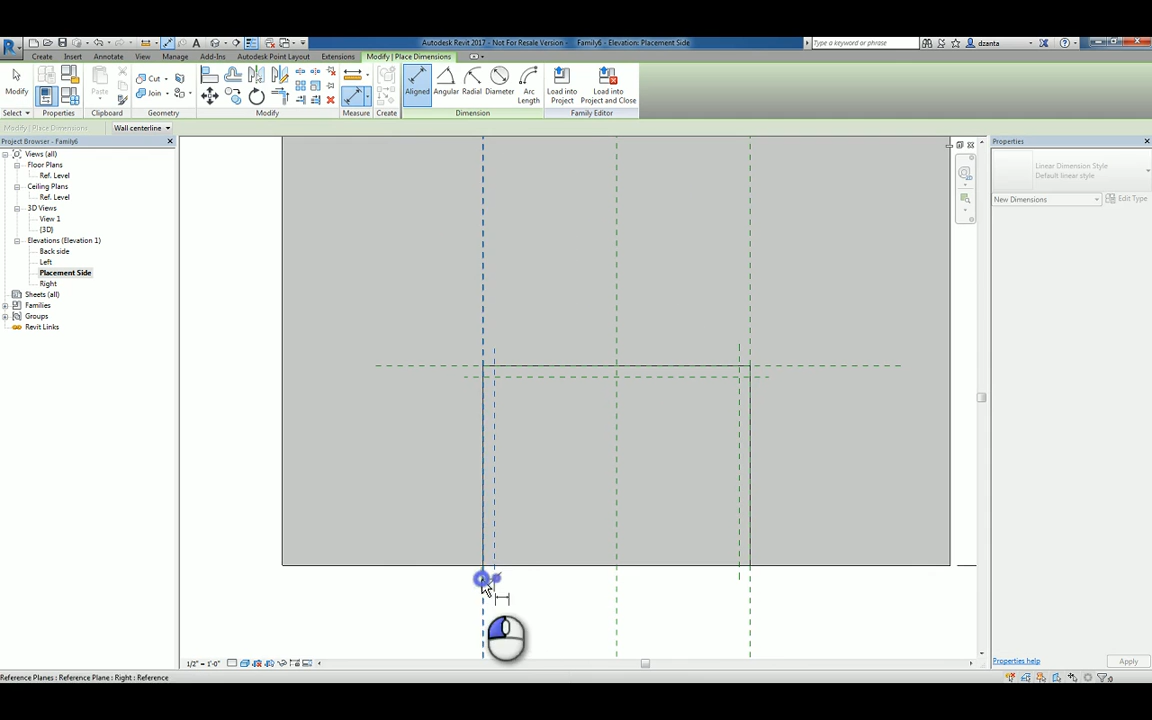 Autodesk Revit 2017 - Not For Resale Version - Family6 - Elevation: Placement Side
Type a keyword or phrase
dzanta
Create Insert Annotate View Manage Add-Ins Autodesk Point Layout Extensions Modify | Place Dimensions
Modify
Paste
Cut
Join
Aligned Angular Radial Diameter Arc Length
Load into Project
Load into Project and Close
Select Properties Clipboard Geometry Modify Measure Create Dimension Family Editor
Modify | Place Dimensions
Wall centerline
Project Browser - Family6
Properties
Views (all)
Floor Plans
Ref. Level
Ceiling Plans
Ref. Level
3D Views
View 1
{3D}
Elevations (Elevation 1)
Back side
Left
Placement Side
Right
Sheets (all)
Families
Groups
Revit Links
Linear Dimension Style
Default linear style
New Dimensions
Edit Type
1/2" = 1'-0"
Properties help
Apply
Reference Planes : Reference Plane : Right : Reference
:0